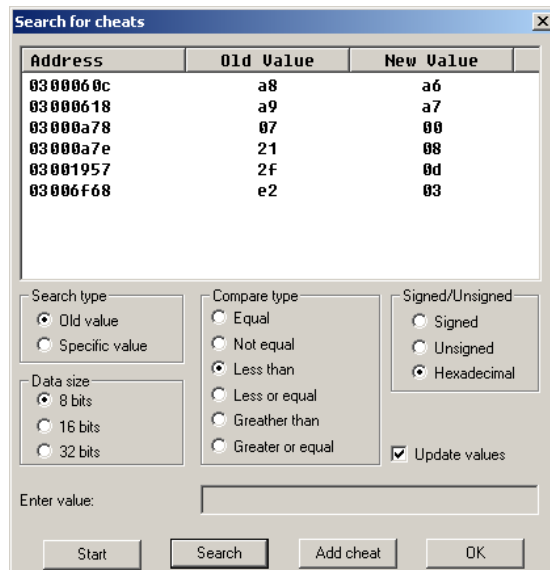 Search for cheats
Address Old Value New Value
0300060c a8 a6
03000618 a9 a7
03000a78 07 00
03000a7e 21 08
03001957 2f 0d
03006f68 e2 03
Search type
Old value
Specific value
Data size
8 bits
16 bits
32 bits
Compare type
Equal
Not equal
Less than
Less or equal
Greather than
Greater or equal
Signed/Unsigned
Signed
Unsigned
Hexadecimal
Update values
Enter value:
Start Search Add cheat OK